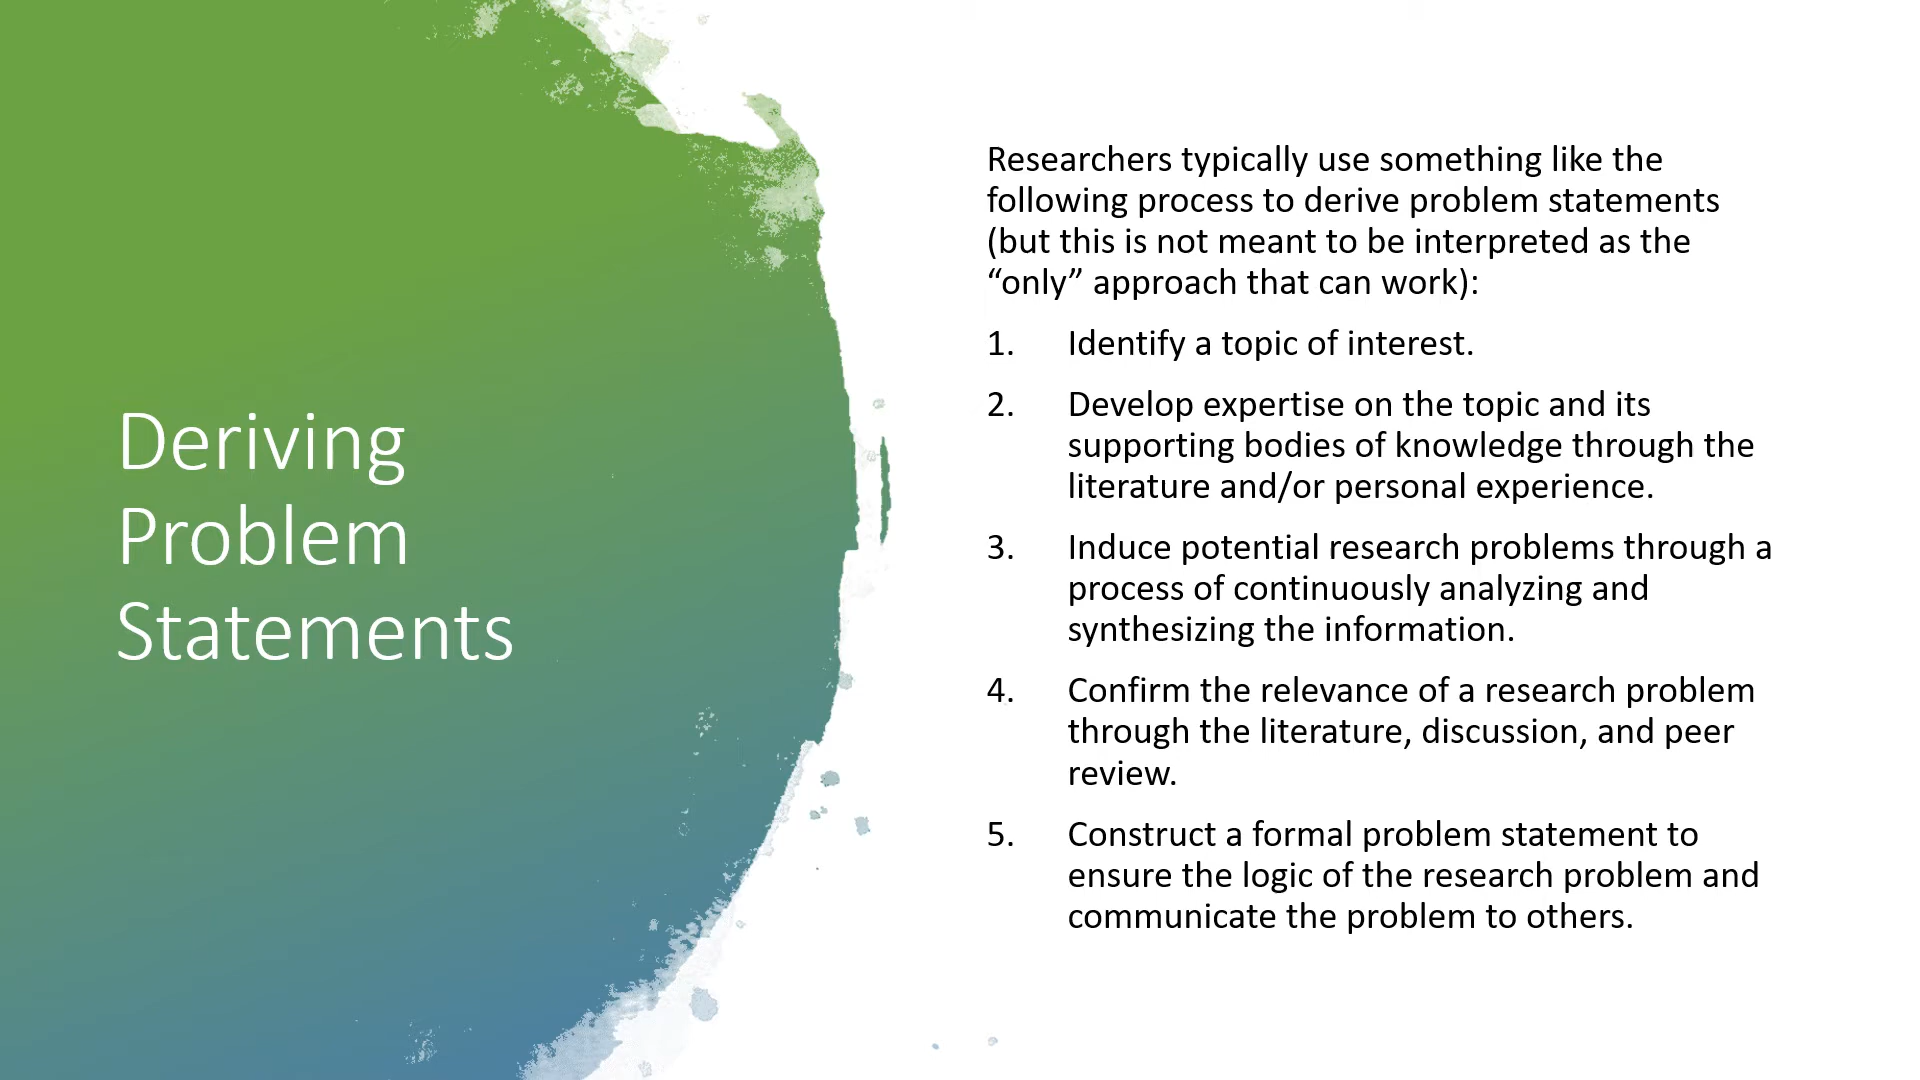 Deriving
Problem
Statements
Researchers typically use something like the
following process to derive problem statements
(but this is not meant to be interpreted as the
“only” approach that can work):
1. Identify a topic of interest.
2. Develop expertise on the topic and its
supporting bodies of knowledge through the
literature and/or personal experience.
3. Induce potential research problems through a
process of continuously analyzing and
synthesizing the information.
4. Confirm the relevance of a research problem
through the literature, discussion, and peer
review.
5. Construct a formal problem statement to
ensure the logic of the research problem and
communicate the problem to others.